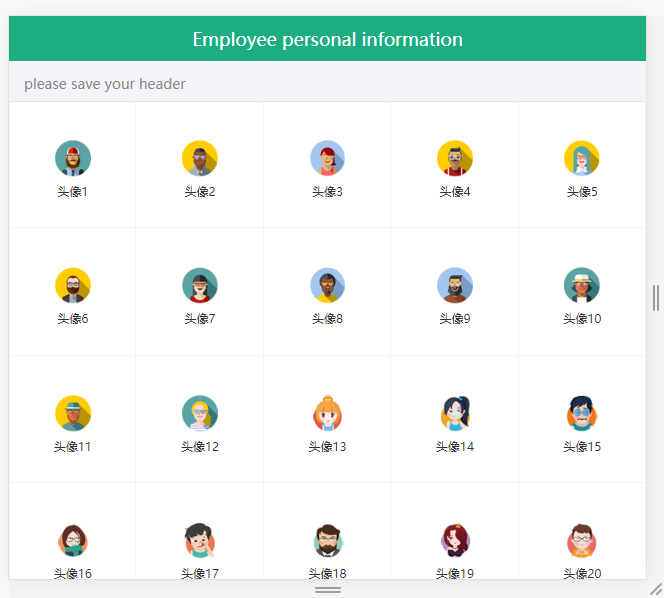 Employee personal information
please save your header
头像1 头像2 头像3 头像4 头像5
头像6 头像7 头像8 头像9 头像10
头像11 头像12 头像13 头像14 头像15
头像16 头像17 头像18 头像19 头像20